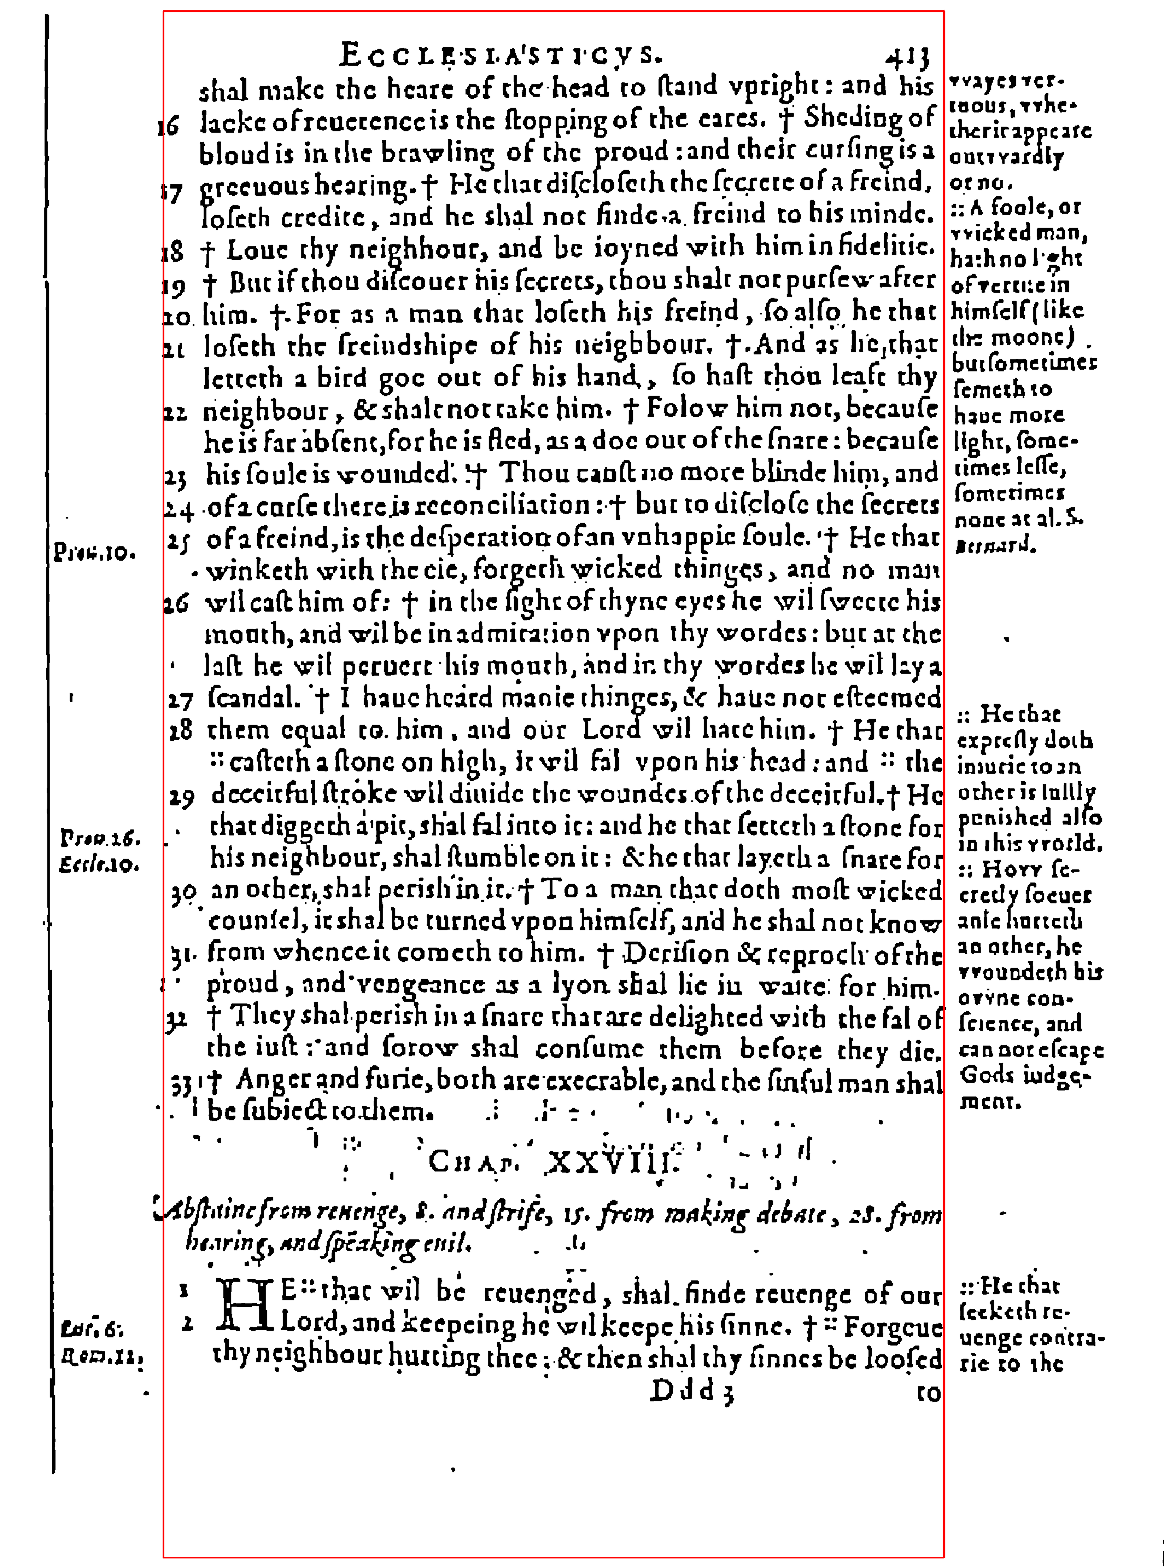 ECCLESIASTICVS. 413
shal make the heare of the head to ſtand vpright: and his
16 lacke of reuerence is the ſtopping of the eares. † Sheding of
bloud is in the brawling of the proud: and their curſing is a
17 greeuous hearing. † He that diſcloſeth the ſecrete of a freind,
loſeth credite, and he shal not finde a freind to his minde.
18 † Loue thy neighbour, and be ioyned with him in fidelitie.
19 † But if thou diſcouer his ſecrets, thou shalt not purſew after
20 him. † For as a man that loſeth his freind, ſo alſo he that
21 loſeth the freindshipe of his neighbour. † And as he, that
letteth a bird goe out of his hand, ſo haſt thou leaſt thy
22 neighbour, & shalt not take him. † Folow him not, becauſe
he is far abſent, for he is fled, as a doe out of the ſnare: becauſe
23 his ſoule is wounded. † Thou canſt no more blinde him, and
24 of a curſe there is reconciliation: † but to diſcloſe the ſecrets
25 of a freind, is the deſperation of an vnhappie ſoule. † He that
winketh with the eie, forgeth wicked thinges, and no man
26 wil caſt him of: † in the ſight of thyne eyes he wil ſweete his
mouth, and wil be in admiration vpon thy wordes: but at the
laſt he wil peruert his mouth, and in thy wordes he wil lay a
27 ſcandal. † I haue heard manie thinges, & haue not eſteemed
28 them equal to him, and our Lord wil hate him. † He that
:: caſteth a ſtone on high, it wil fal vpon his head: and :: the
29 deceitful ſtroke wil diuide the woundes of the deceitful. † He
that diggeth a pit, shal fal into it: and he that ſetteth a ſtone for
his neighbour, shal ſtumble on it: & he that layeth a ſnare for
30 an other, shal perish in it. † To a man that doth moſt wicked
counſel, it shal be turned vpon himſelf, and he shal not know
31 from whence it cometh to him. † Deriſion & reproch of the
proud, and vengeance as a lyon shal lie in waite for him.
32 † They shal perish in a ſnare that are delighted with the fal of
the iuſt: and ſorow shal conſume them before they die.
33 † Anger and furie, both are execrable, and the ſinful man shal
be ſubiect to them.
CHAP. XXVIII.
Abſtaine from reuenge, 8. and ſtrife, 15. from making debate, 28. from
hearing, and ſpeaking euil.
1 HE :: that wil be reuenged, shal finde reuenge of our
2 Lord, and keepeing he wil keepe his ſinne. † :: Forgeue
thy neighbour hurting thee: & then shal thy ſinnes be looſed
Ddd 3 to
Prou. 10.
Prou. 26.
Eccle. 10.
Rom. 12,
vvayes ver-
tuous, vvhe-
ther it appeare
outvvardly
or no.
:: A foole, or
vvicked man,
hath no light
of vertue in
himſelf (like
the moone)
but ſometimes
ſemeth to
haue more
light, ſome-
times leſſe,
ſometimes
none at al. S.
Bernard.
:: He that
expreſly doth
iniurie to an
other is iuſtly
punished alſo
in this vvorld.
:: Hovv ſe-
cretly ſoeuer
anie hurteth
an other, he
vvoundeth his
ovvne con-
ſcience, and
can not eſcape
Gods iudge-
ment.
:: He that
ſeeketh re-
uenge contra-
rie to the